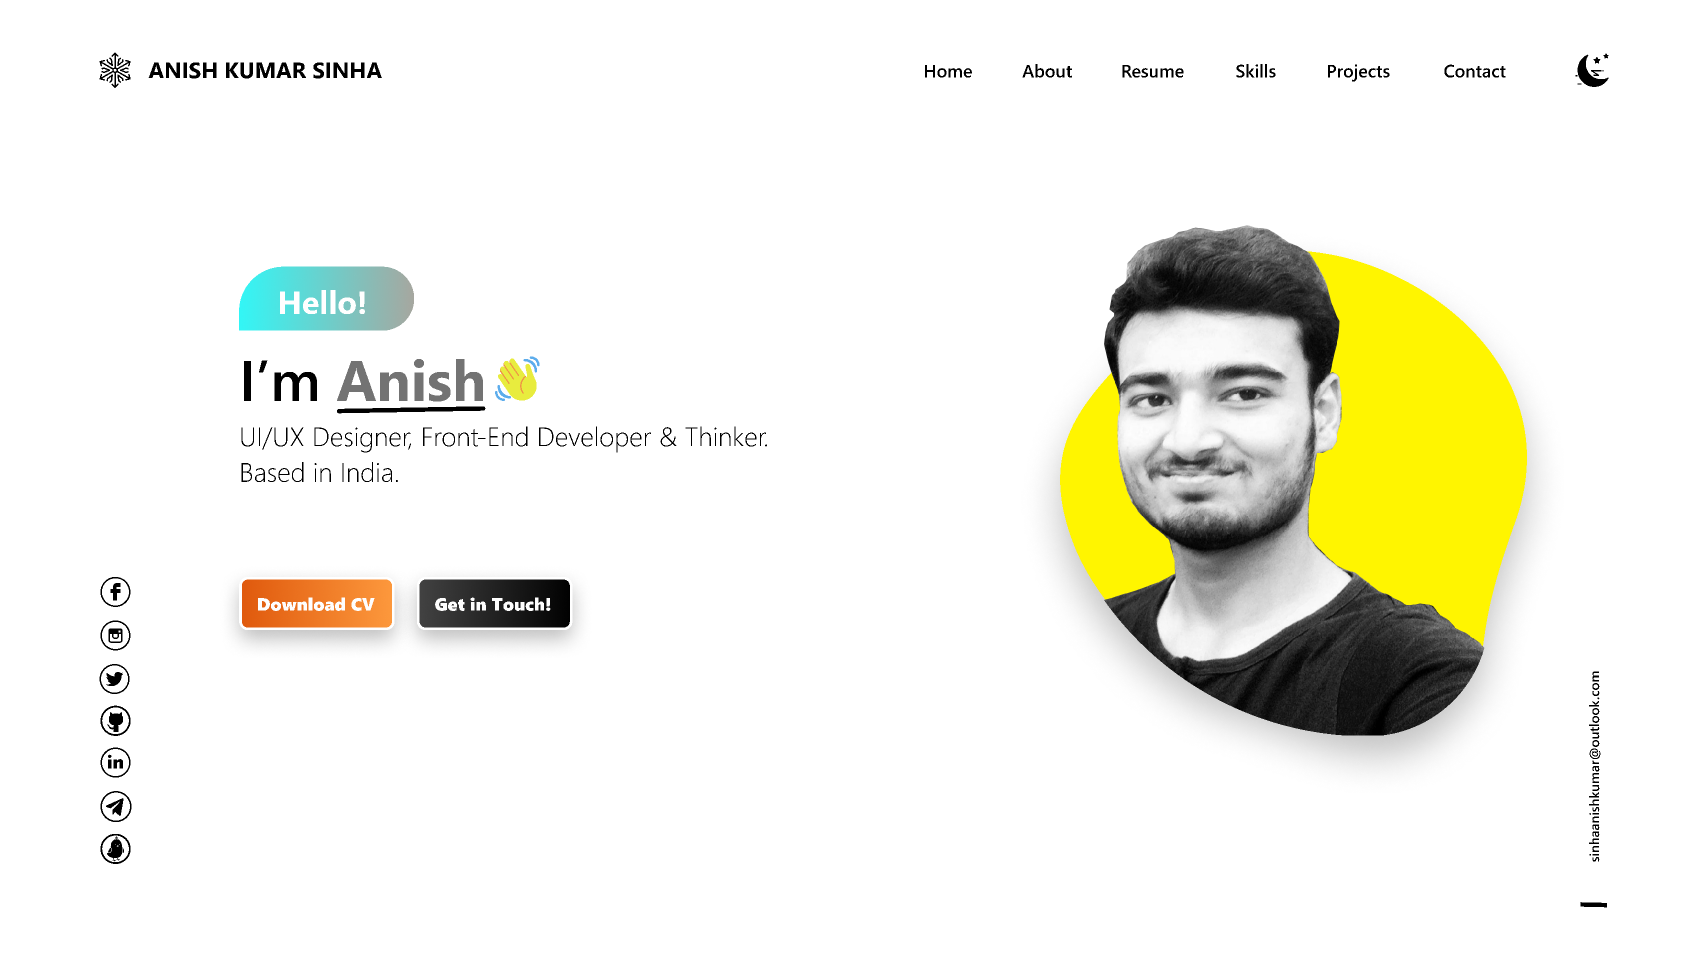 ANISH KUMAR SINHA
Home About Resume Skills Projects Contact
Hello!
I’m Anish
UI/UX Designer, Front-End Developer & Thinker.
Based in India.
Download CV Get in Touch!
sinhaanishkumar@outlook.com